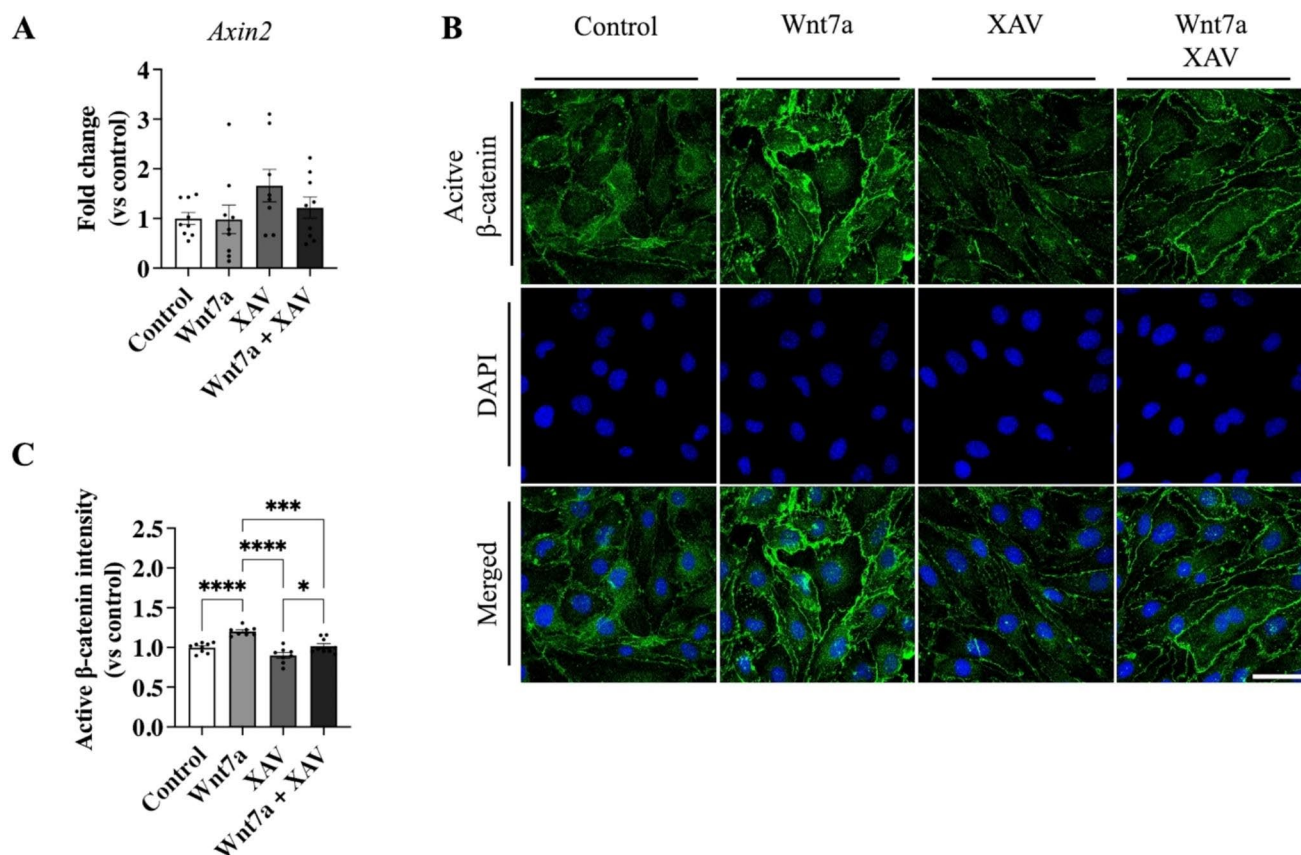 A
Axin2
Fold change
(vs control)
4
3
2
1
0
Control
Wnt7a
XAV
Wnt7a + XAV
B
Control
Wnt7a
XAV
Wnt7a
XAV
Acitve
β-catenin
DAPI
Merged
C
Active β-catenin intensity
(vs control)
2.5
2.0
1.5
1.0
0.5
0.0
***
****
****
*
Control
Wnt7a
XAV
Wnt7a + XAV